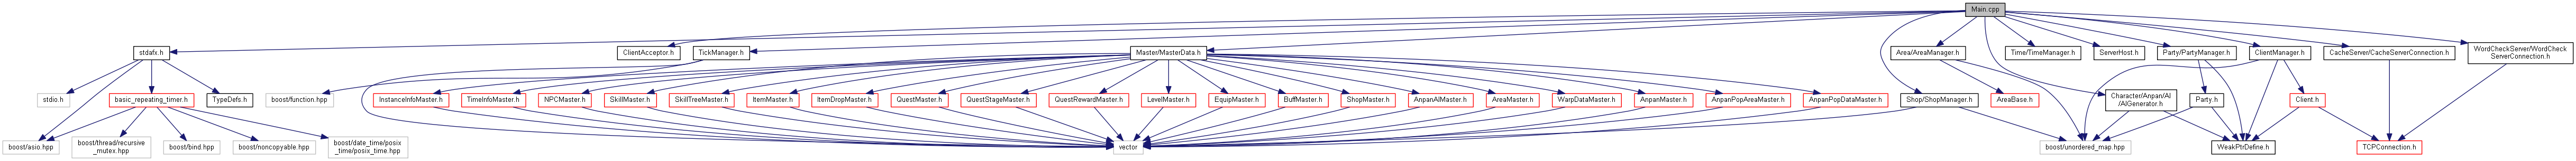 Main.cpp
stdafx.h
ClientAcceptor.h
TickManager.h
Master/MasterData.h
Area/AreaManager.h
Time/TimeManager.h
ServerHost.h
Party/PartyManager.h
ClientManager.h
CacheServer/CacheServerConnection.h
WordCheckServer/WordCheck
ServerConnection.h
stdio.h
basic_repeating_timer.h
TypeDefs.h
boost/function.hpp
InstanceInfoMaster.h
TimeInfoMaster.h
NPCMaster.h
SkillMaster.h
SkillTreeMaster.h
ItemMaster.h
ItemDropMaster.h
QuestMaster.h
QuestStageMaster.h
QuestRewardMaster.h
LevelMaster.h
EquipMaster.h
BuffMaster.h
ShopMaster.h
AnpanAIMaster.h
AreaMaster.h
WarpDataMaster.h
AnpanMaster.h
AnpanPopAreaMaster.h
AnpanPopDataMaster.h
Shop/ShopManager.h
AreaBase.h
Character/Anpan/AI
/AIGenerator.h
Party.h
Client.h
boost/asio.hpp
boost/thread/recursive
_mutex.hpp
boost/bind.hpp
boost/noncopyable.hpp
boost/date_time/posix
_time/posix_time.hpp
vector
boost/unordered_map.hpp
WeakPtrDefine.h
TCPConnection.h